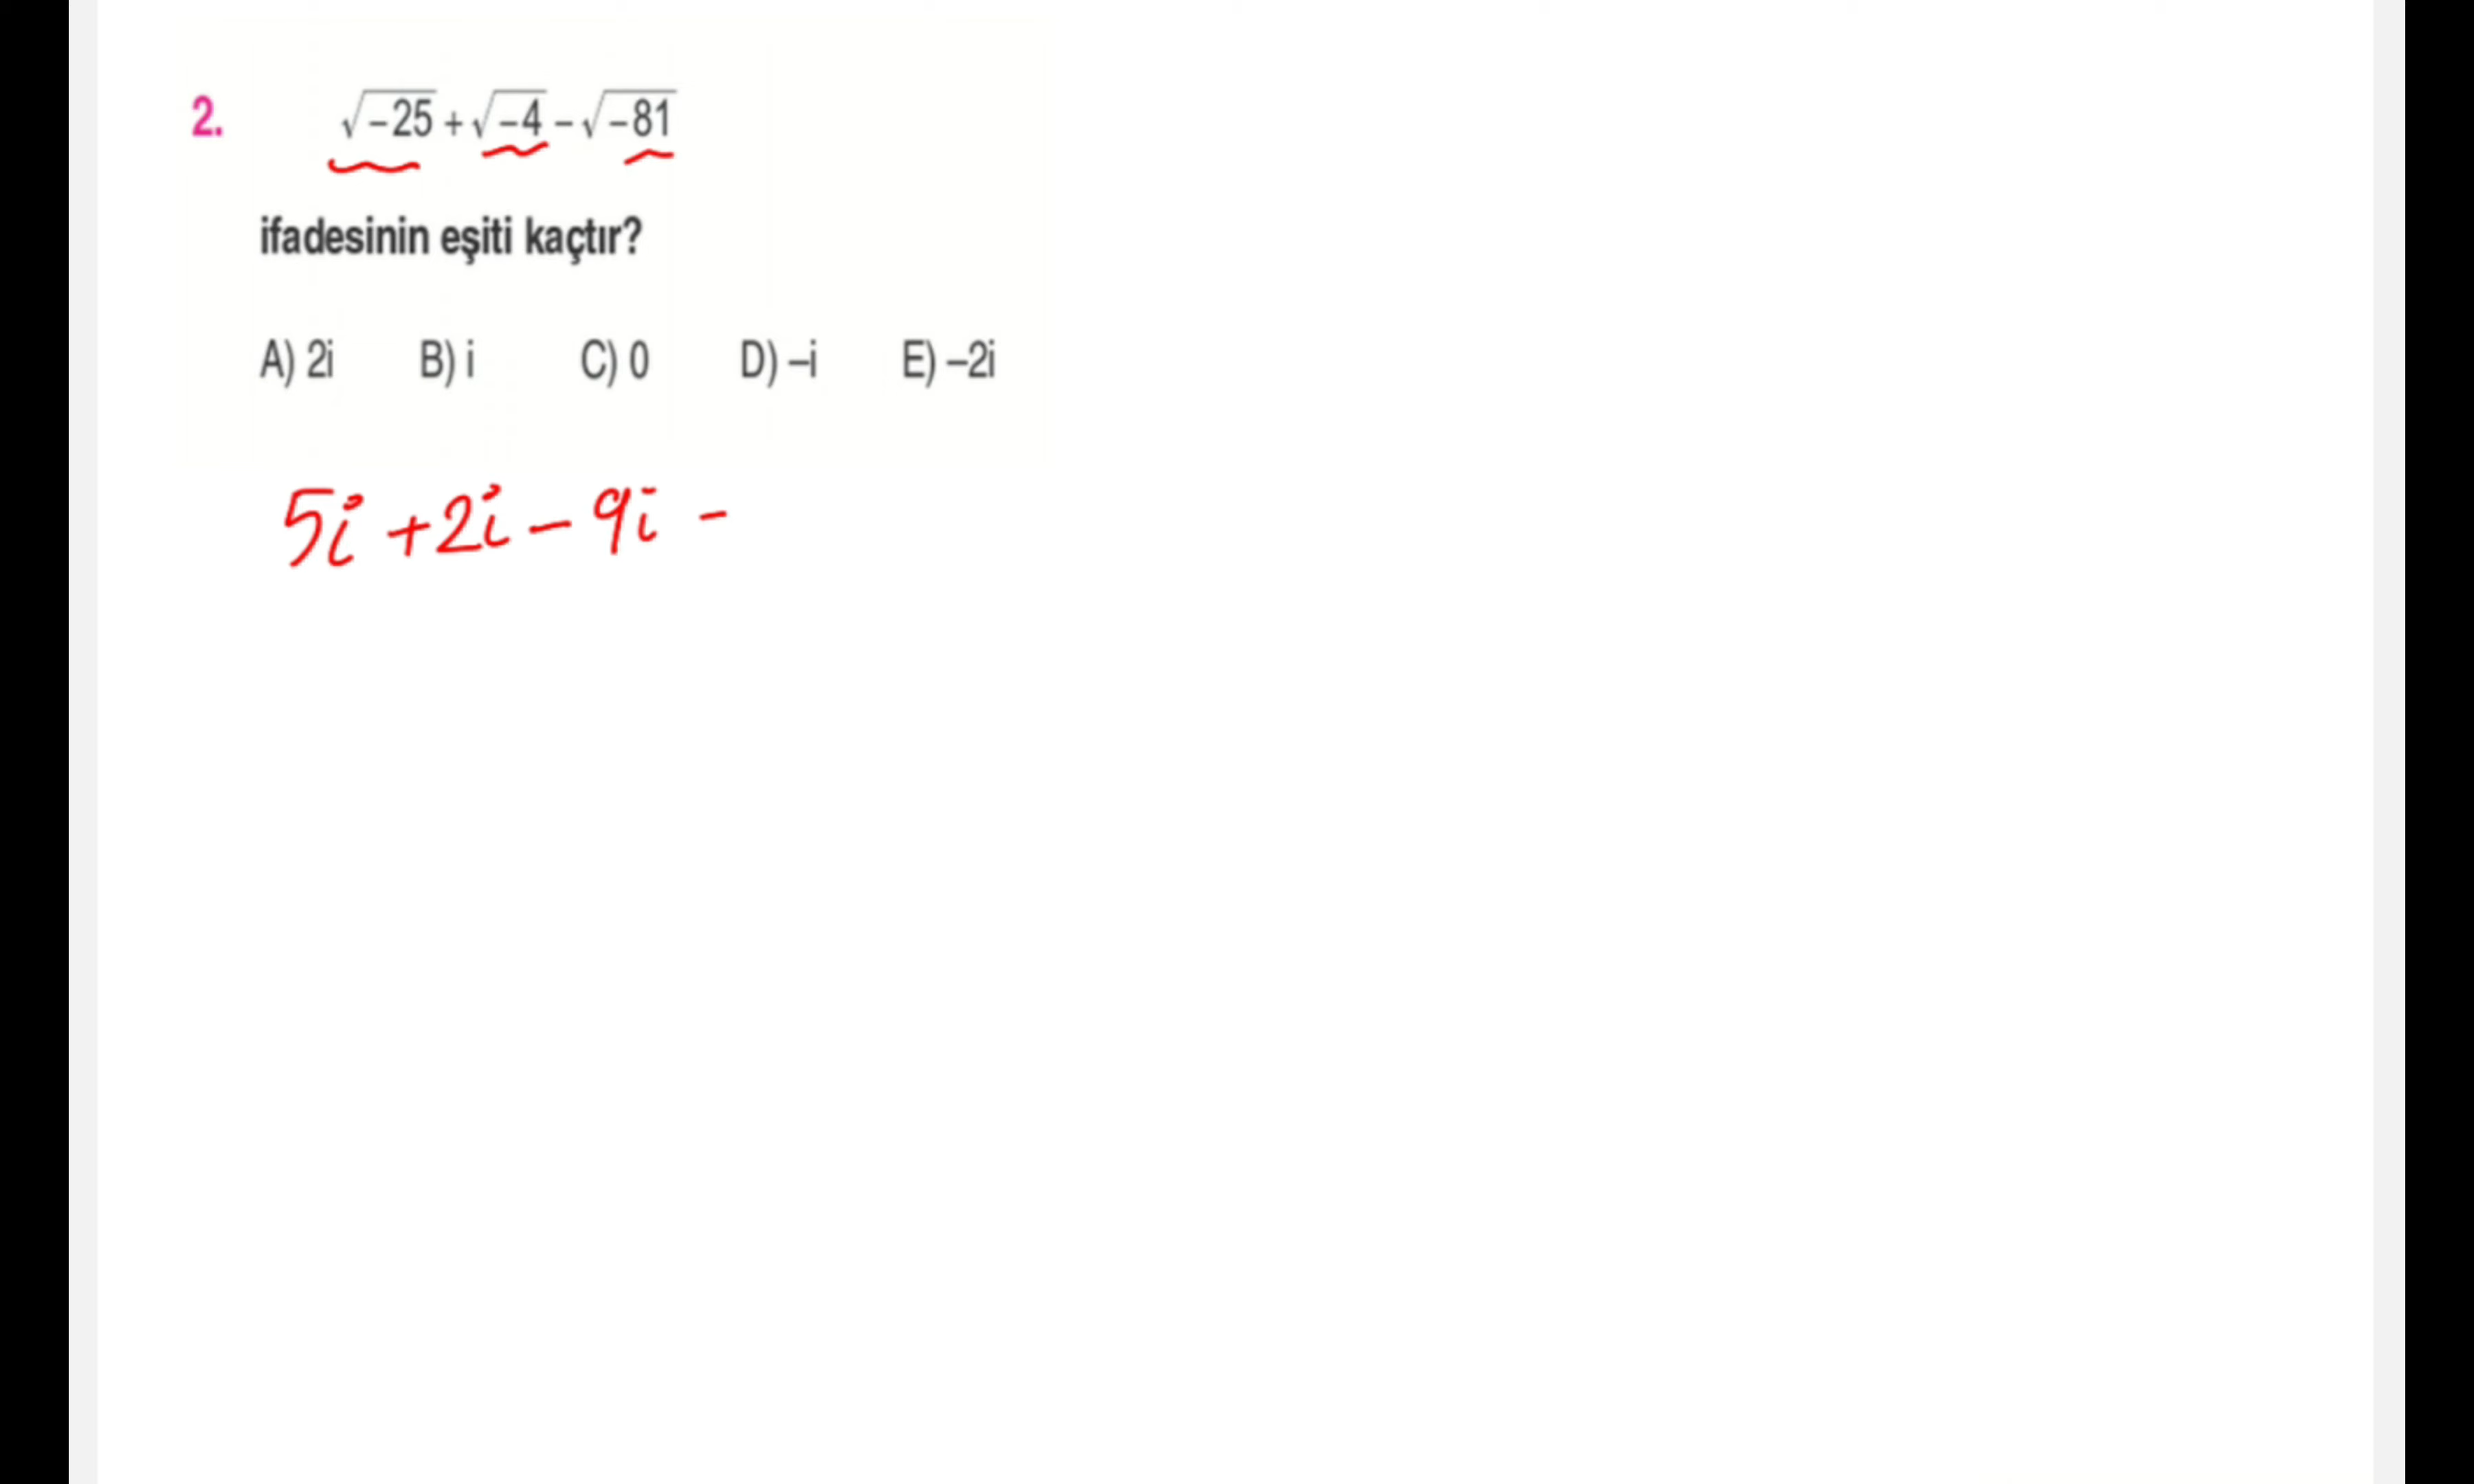 2. √-25 + √-4 - √-81
ifadesinin eşiti kaçtır?
A) 2i B) i C) 0 D) –i E) –2i
5i + 2i - 9i -